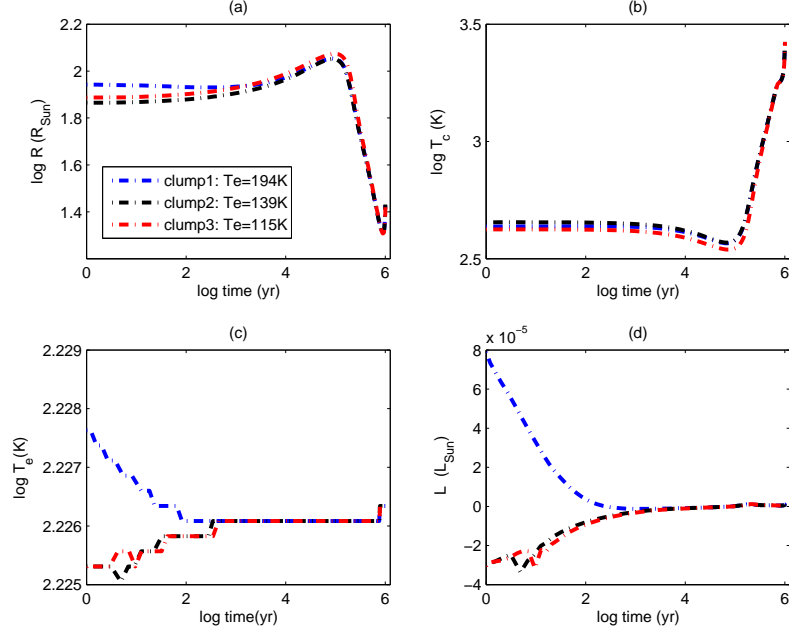 (a)
2.2
2
1.8
1.6
1.4
0
2
4
6
log R (R_Sun)
log time (yr)
clump1: Te=194K
clump2: Te=139K
clump3: Te=115K
(b)
3.5
3
2.5
0
2
4
6
log T_c (K)
log time (yr)
(c)
2.229
2.228
2.227
2.226
2.225
0
2
4
6
log T_e(K)
log time(yr)
(d)
x 10^-5
8
6
4
2
0
−2
−4
0
2
4
6
L (L_Sun)
log time (yr)